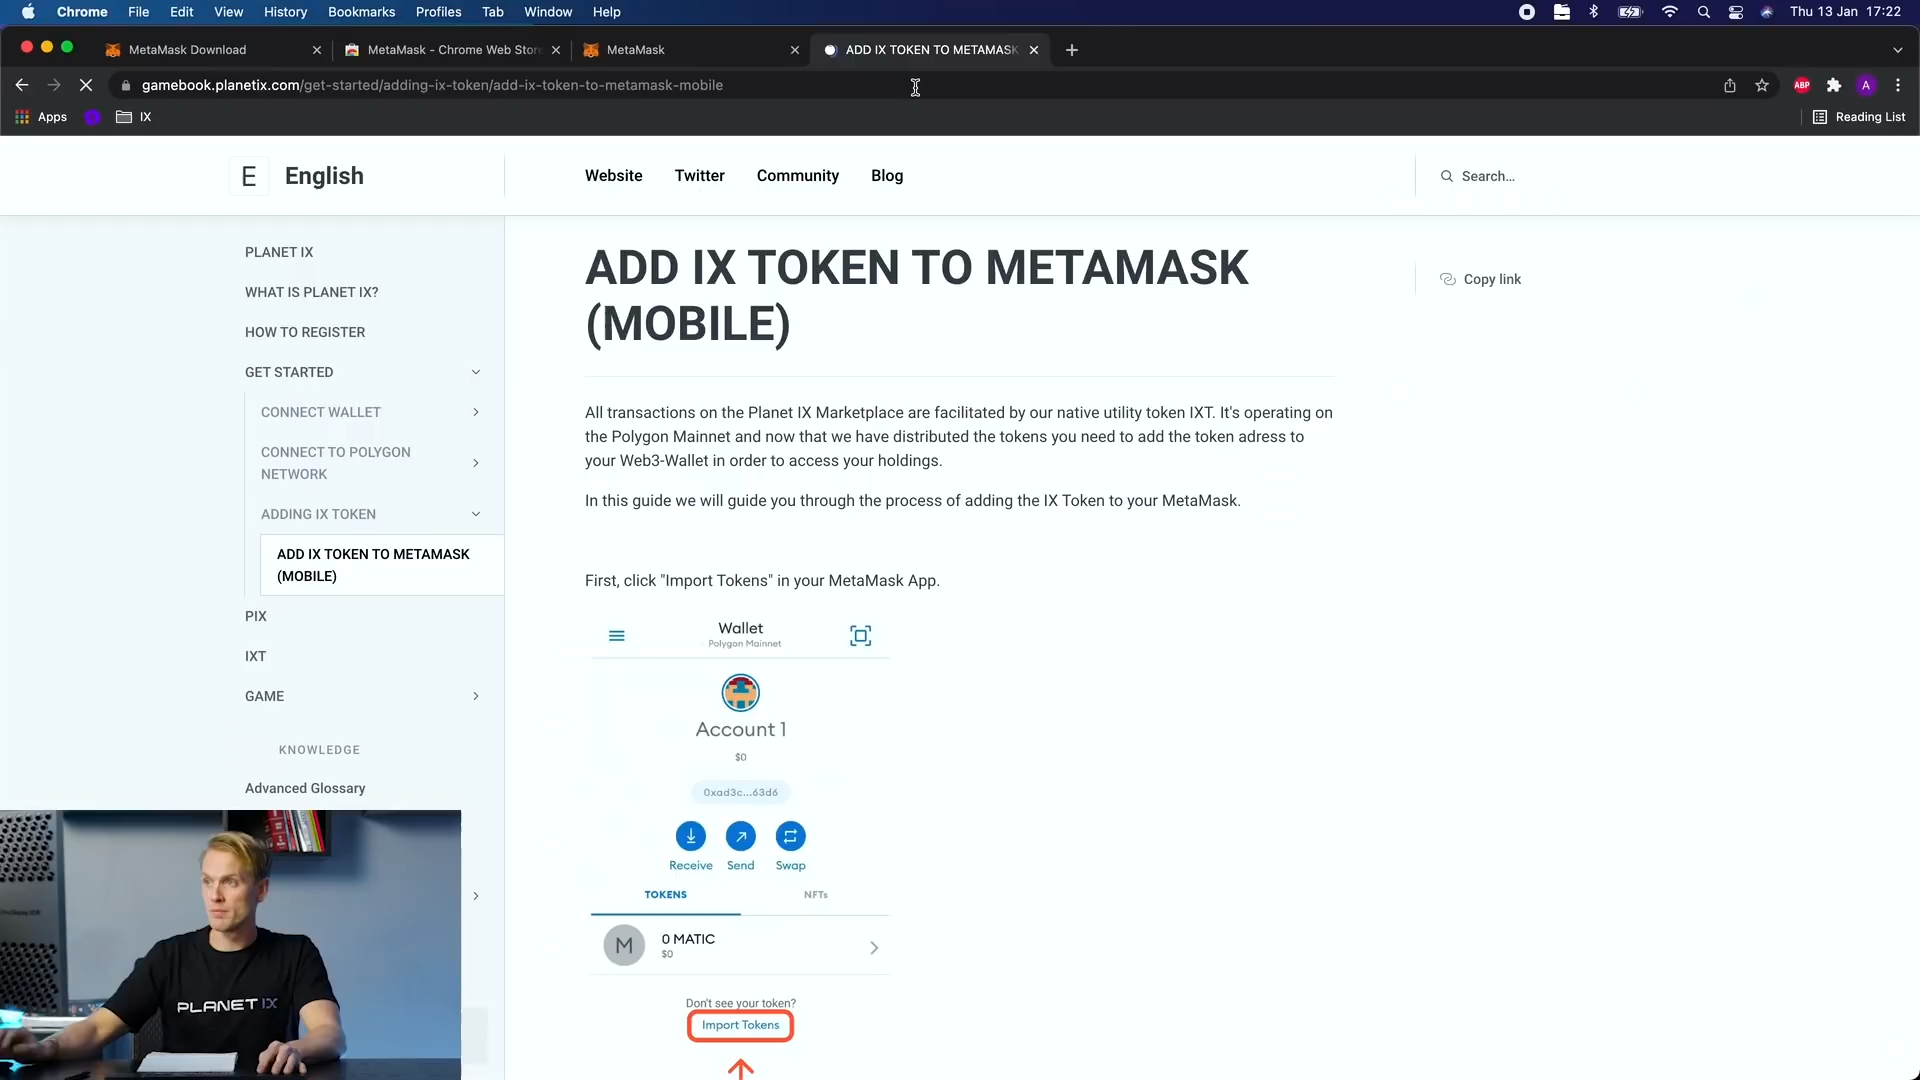 Chrome File Edit View History Bookmarks Profiles Tab Window Help Thu 13 Jan 17:22
MetaMask Download MetaMask - Chrome Web Stor MetaMask ADD IX TOKEN TO METAMASK
gamebook.planetix.com/get-started/adding-ix-token/add-ix-token-to-metamask-mobile ABP A
Apps IX Reading List
E English Website Twitter Community Blog Search...
PLANET IX
WHAT IS PLANET IX?
HOW TO REGISTER
GET STARTED
CONNECT WALLET
CONNECT TO POLYGON
NETWORK
ADDING IX TOKEN
ADD IX TOKEN TO METAMASK
(MOBILE)
PIX
IXT
GAME
KNOWLEDGE
Advanced Glossary
ADD IX TOKEN TO METAMASK
(MOBILE)
Copy link
All transactions on the Planet IX Marketplace are facilitated by our native utility token IXT. It's operating on
the Polygon Mainnet and now that we have distributed the tokens you need to add the token adress to
your Web3-Wallet in order to access your holdings.
In this guide we will guide you through the process of adding the IX Token to your MetaMask.
First, click "Import Tokens" in your MetaMask App.
Wallet
Polygon Mainnet
Account 1
$0
0xad3c...63d6
Receive Send Swap
TOKENS NFTs
M 0 MATIC
$0
Don't see your token?
Import Tokens
PLANET IX